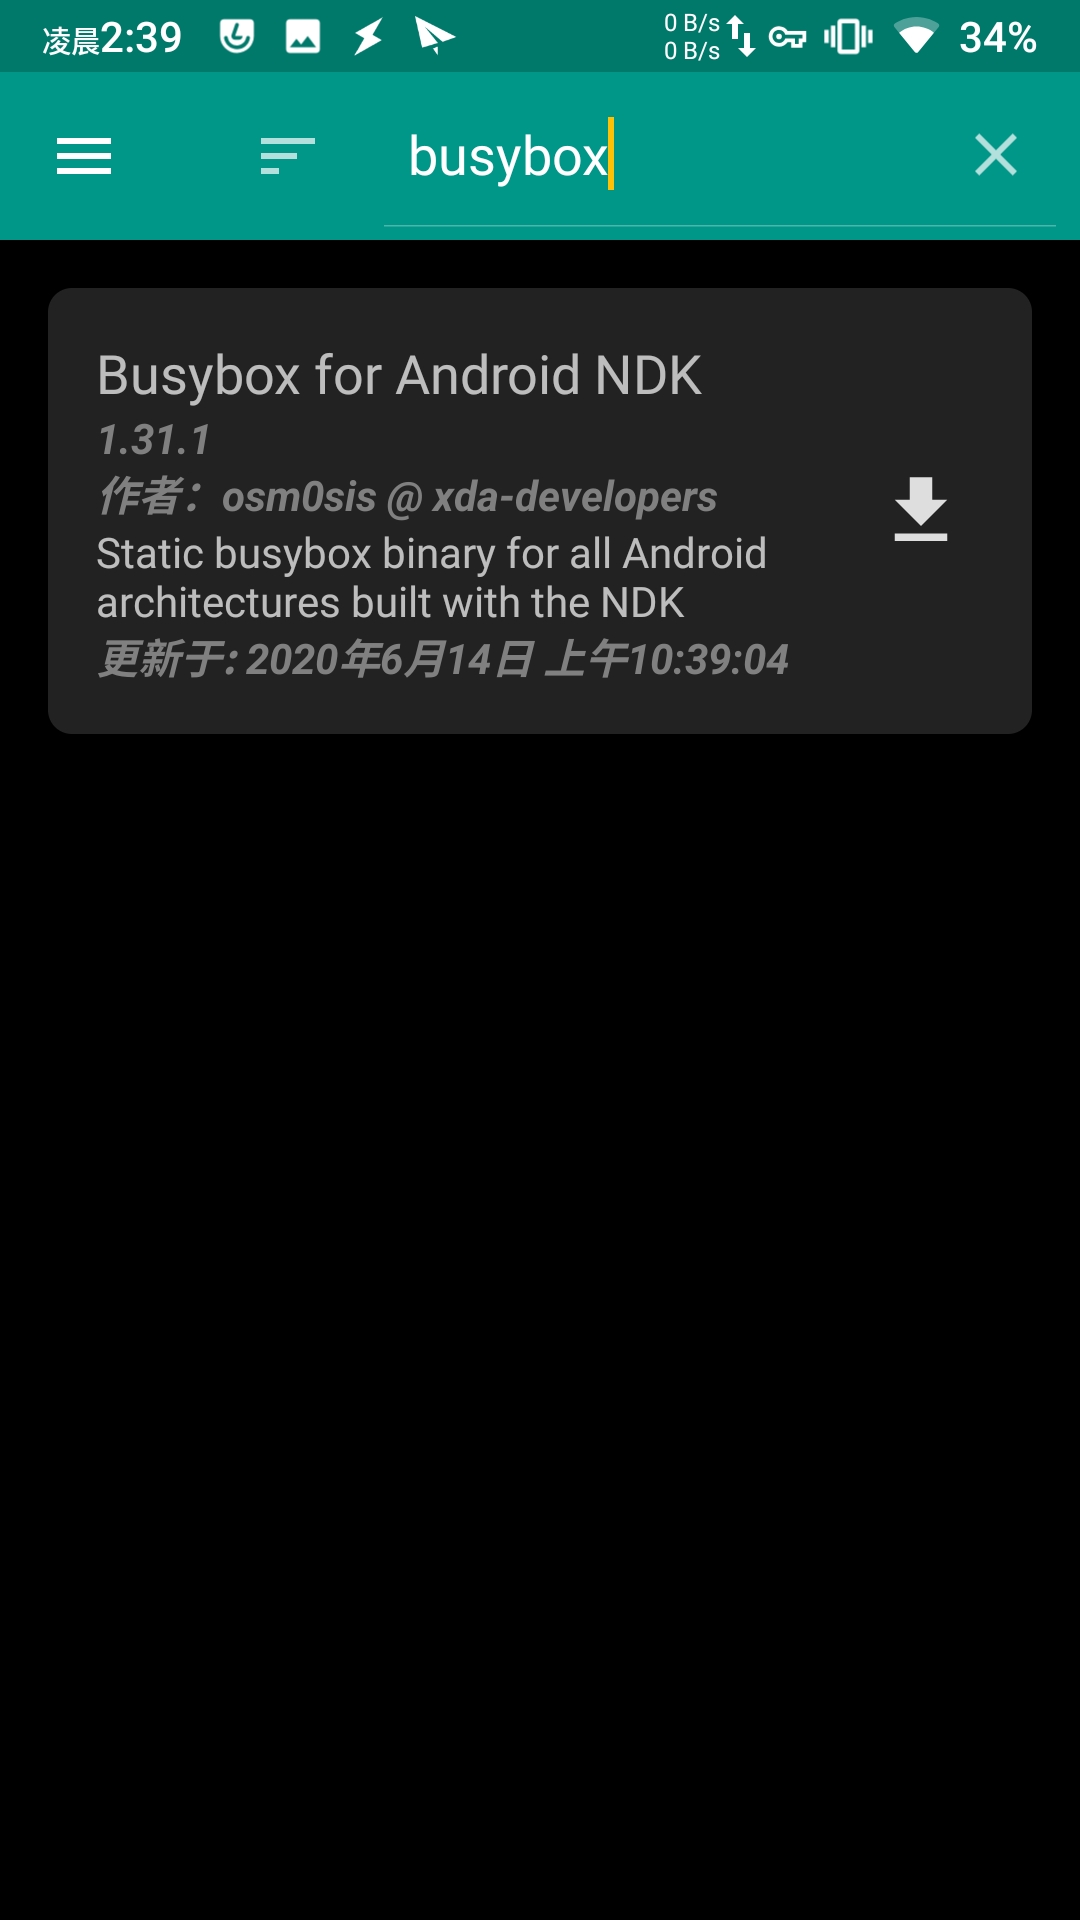 凌晨2:39
0 B/s
0 B/s
34%
busybox
Busybox for Android NDK
1.31.1
作者：osm0sis @ xda-developers
Static busybox binary for all Android
architectures built with the NDK
更新于: 2020年6月14日 上午10:39:04